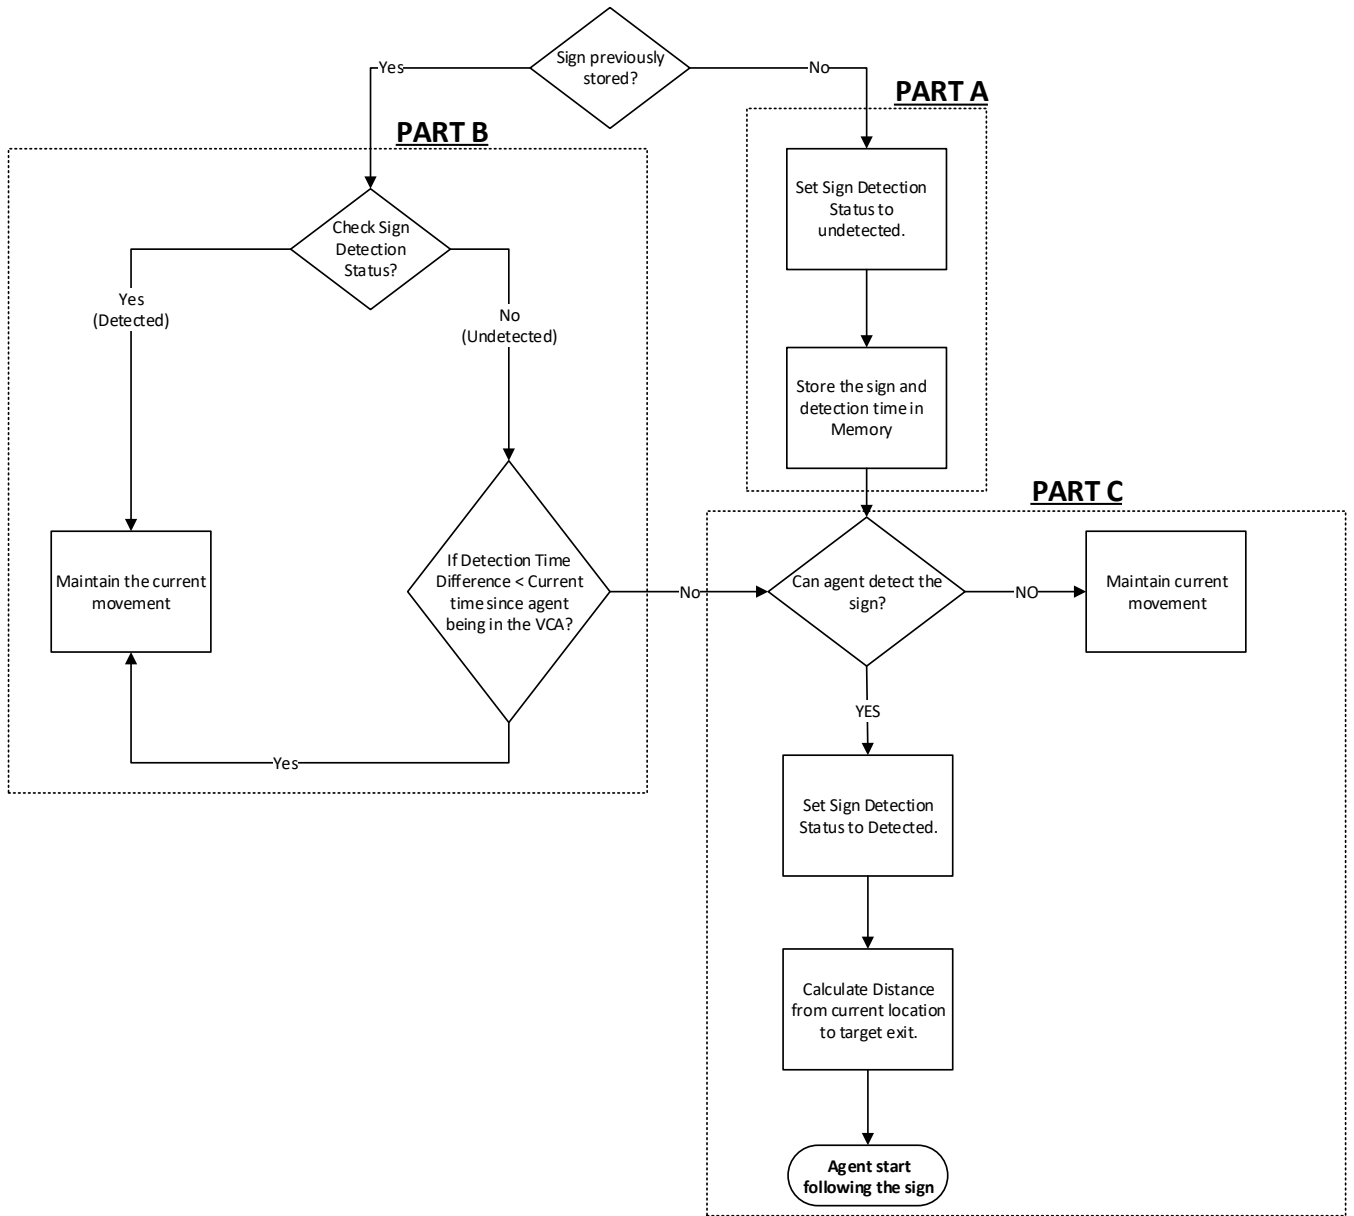 Sign previously
stored?
Yes
No
PART A
PART B
Set Sign Detection
Status to
undetected.
Check Sign
Detection
Status?
Yes
(Detected)
No
(Undetected)
Store the sign and
detection time in
Memory
PART C
If Detection Time
Difference < Current
time since agent
being in the VCA?
Maintain the current
movement
No
Can agent detect the
sign?
NO
Maintain current
movement
Yes
YES
Set Sign Detection
Status to Detected.
Calculate Distance
from current location
to target exit.
Agent start
following the sign